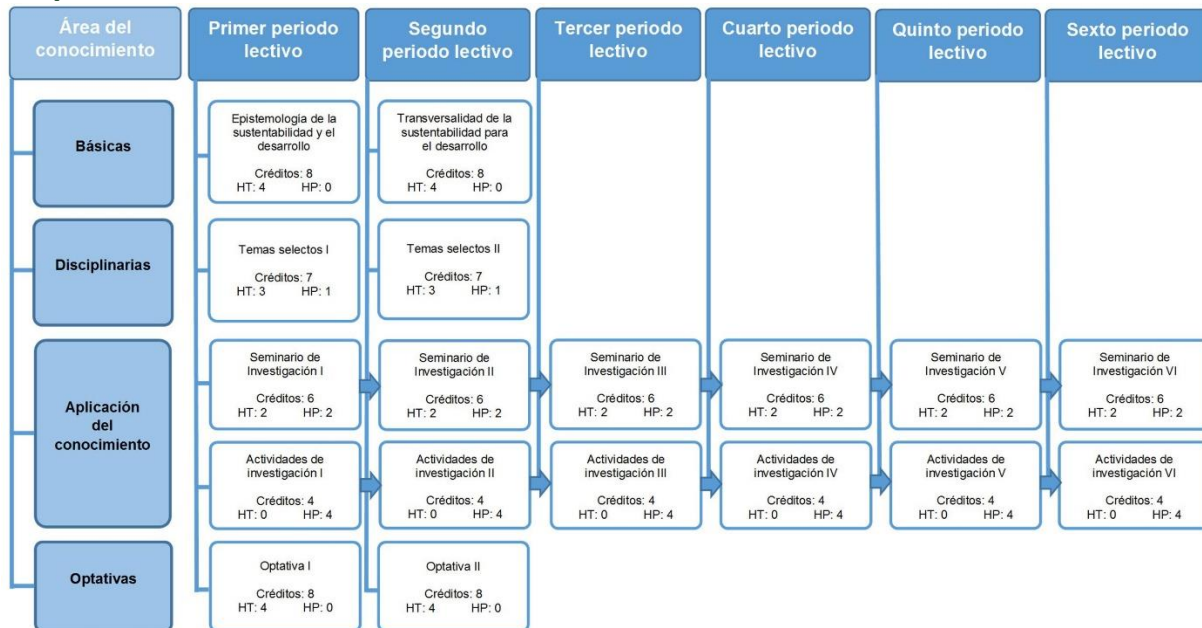 Área del
conocimiento
Primer periodo
lectivo
Segundo
periodo lectivo
Tercer periodo
lectivo
Cuarto periodo
lectivo
Quinto periodo
lectivo
Sexto periodo
lectivo
Básicas
Epistemología de la
sustentabilidad y el
desarrollo
Créditos: 8
HT: 4 HP: 0
Transversalidad de la
sustentabilidad para
el desarrollo
Créditos: 8
HT: 4 HP: 0
Disciplinarias
Temas selectos I
Créditos: 7
HT: 3 HP: 1
Temas selectos II
Créditos: 7
HT: 3 HP: 1
Aplicación
del
conocimiento
Seminario de
Investigación I
Créditos: 6
HT: 2 HP: 2
Seminario de
Investigación II
Créditos: 6
HT: 2 HP: 2
Seminario de
Investigación III
Créditos: 6
HT: 2 HP: 2
Seminario de
Investigación IV
Créditos: 6
HT: 2 HP: 2
Seminario de
Investigación V
Créditos: 6
HT: 2 HP: 2
Seminario de
Investigación VI
Créditos: 6
HT: 2 HP: 2
Actividades de
investigación I
Créditos: 4
HT: 0 HP: 4
Actividades de
investigación II
Créditos: 4
HT: 0 HP: 4
Actividades de
investigación III
Créditos: 4
HT: 0 HP: 4
Actividades de
investigación IV
Créditos: 4
HT: 0 HP: 4
Actividades de
investigación V
Créditos: 4
HT: 0 HP: 4
Actividades de
investigación VI
Créditos: 4
HT: 0 HP: 4
Optativas
Optativa I
Créditos: 8
HT: 4 HP: 0
Optativa II
Créditos: 8
HT: 4 HP: 0